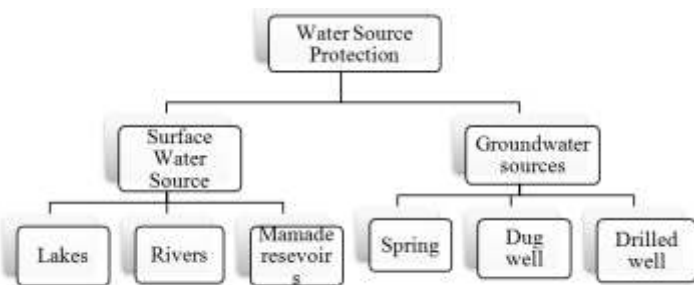 Water Source
Protection
Surface
Water
Source
Groundwater
sources
Lakes
Rivers
Mamade
resevoir
s
Spring
Dug
well
Drilled
well